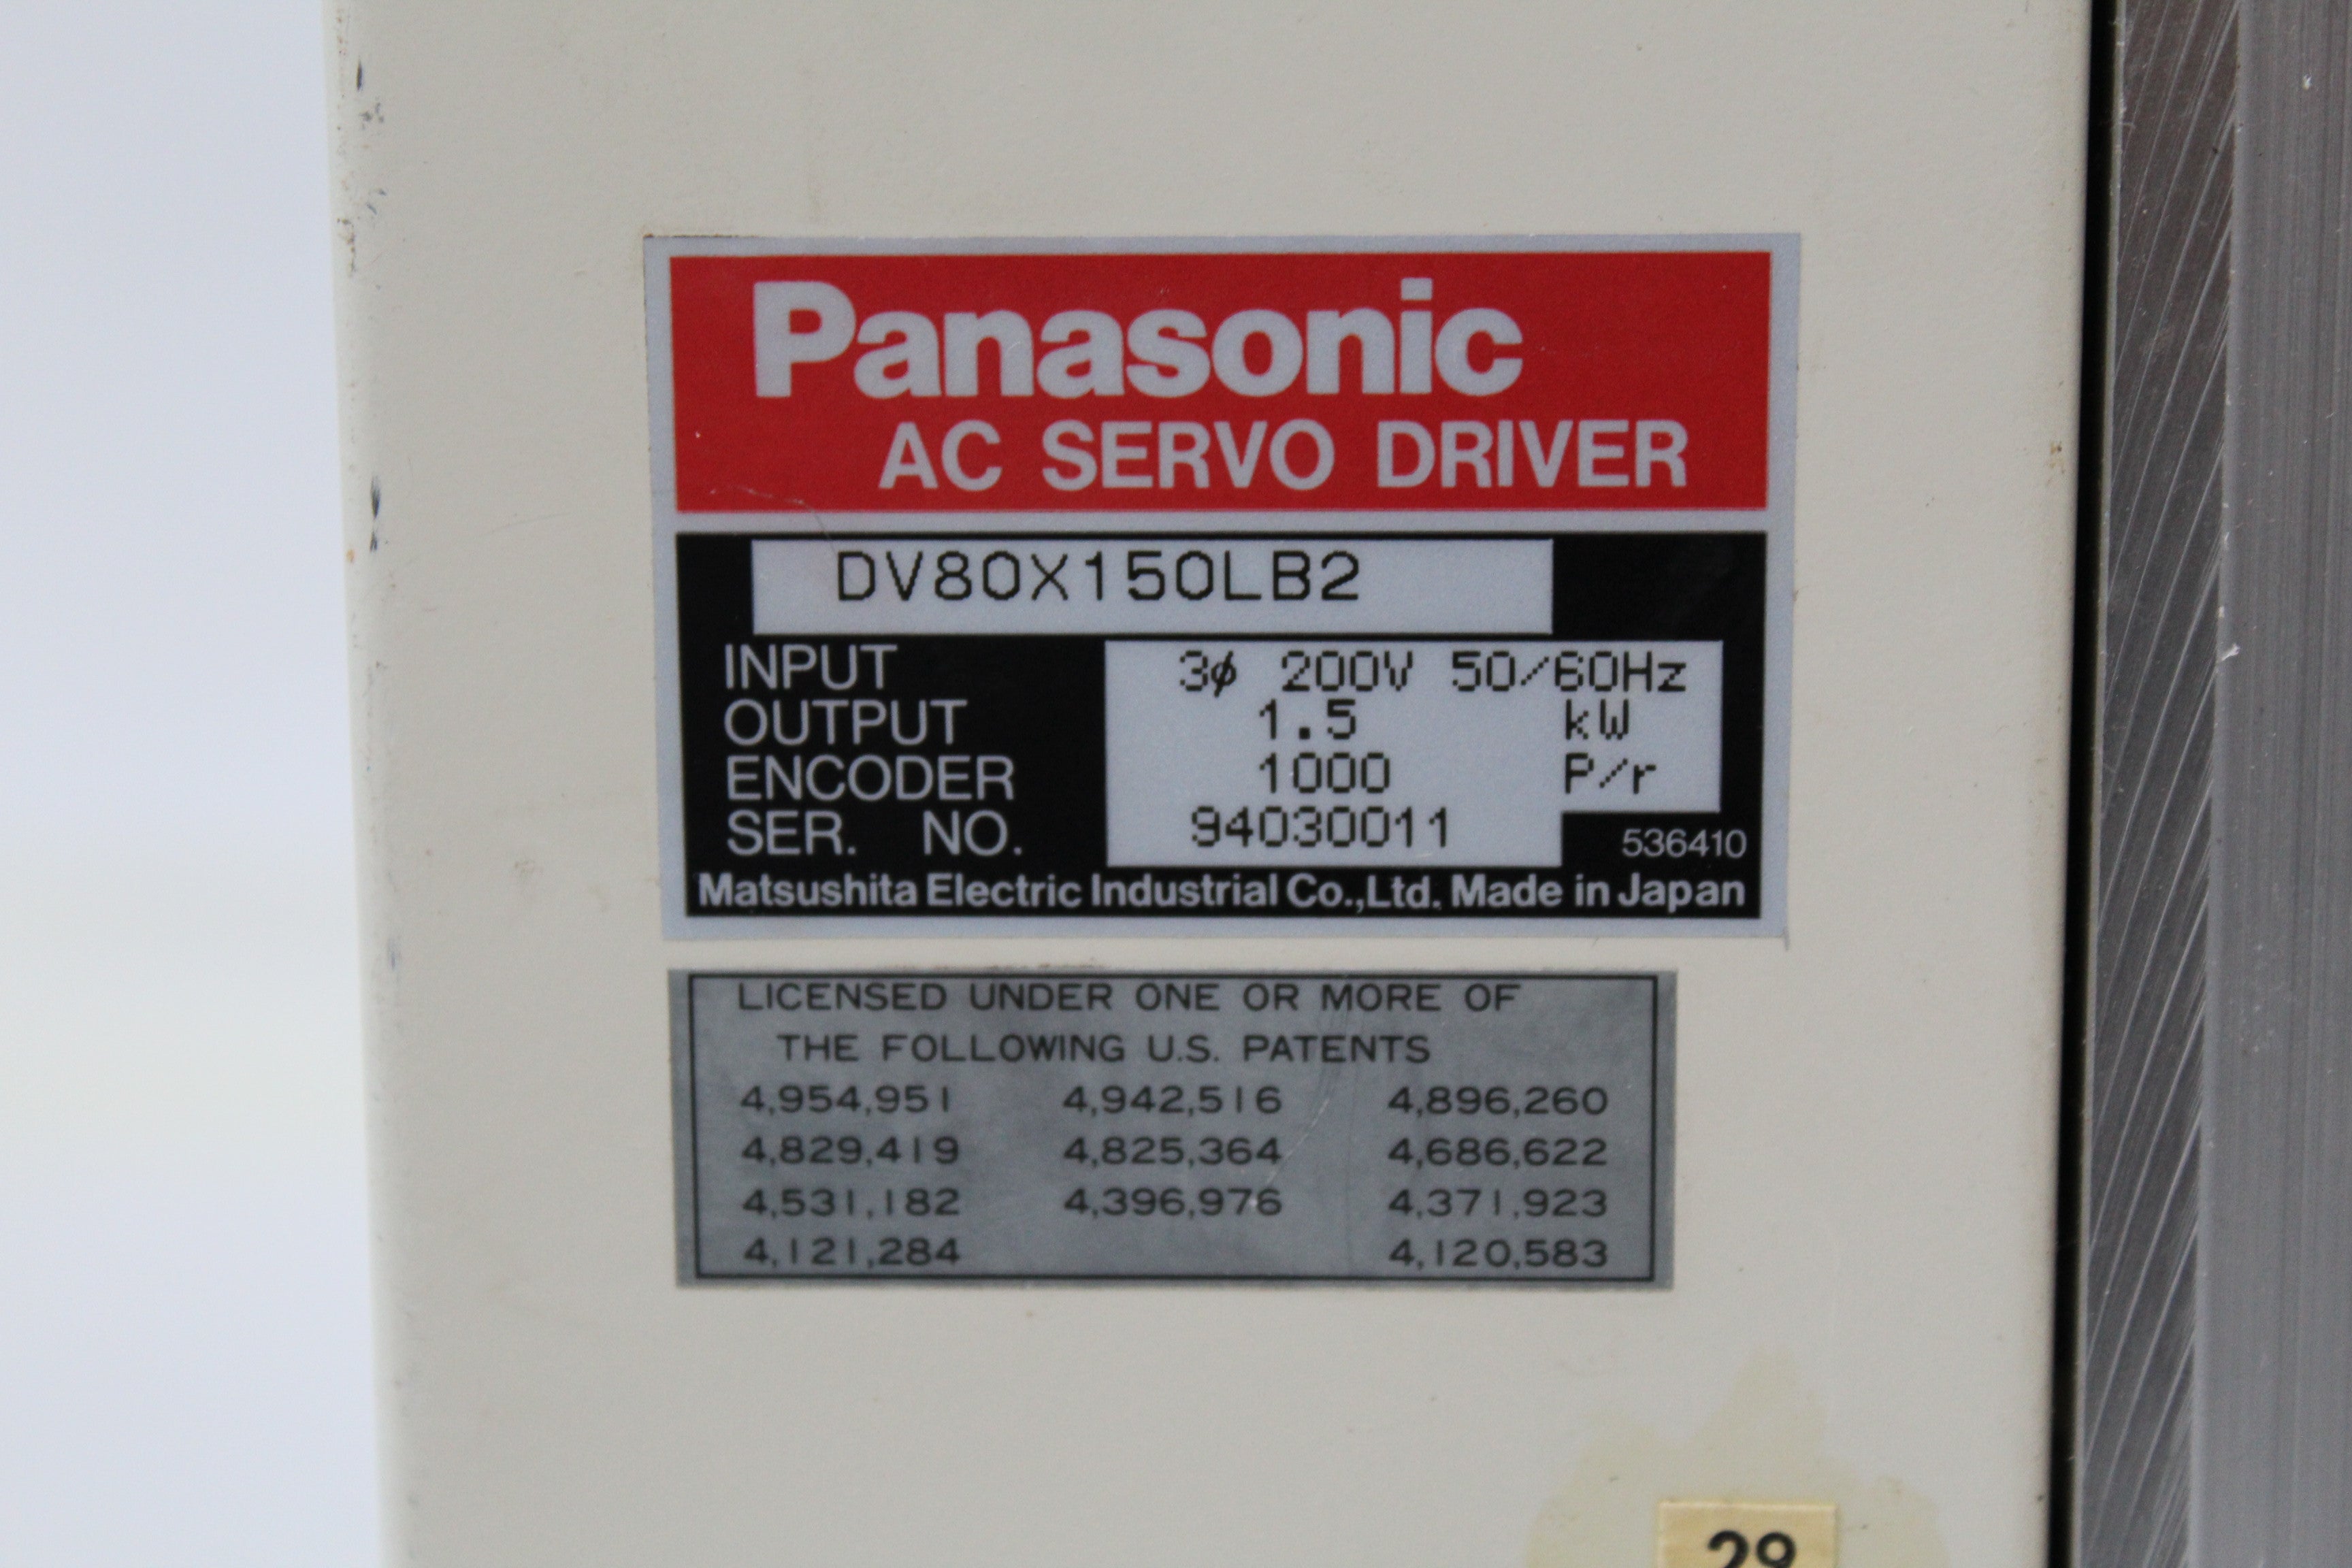 Panasonic
AC SERVO DRIVER
DV80X150LB2
INPUT 3ϕ 200V 50/60Hz
OUTPUT 1.5 kW
ENCODER 1000 P/r
SER. NO. 94030011
536410
Matsushita Electric Industrial Co.,Ltd. Made in Japan
LICENSED UNDER ONE OR MORE OF
THE FOLLOWING U.S. PATENTS
4,954,951 4,942,516 4,896,260
4,829,419 4,825,364 4,686,622
4,531,182 4,396,976 4,371,923
4,121,284 4,120,583